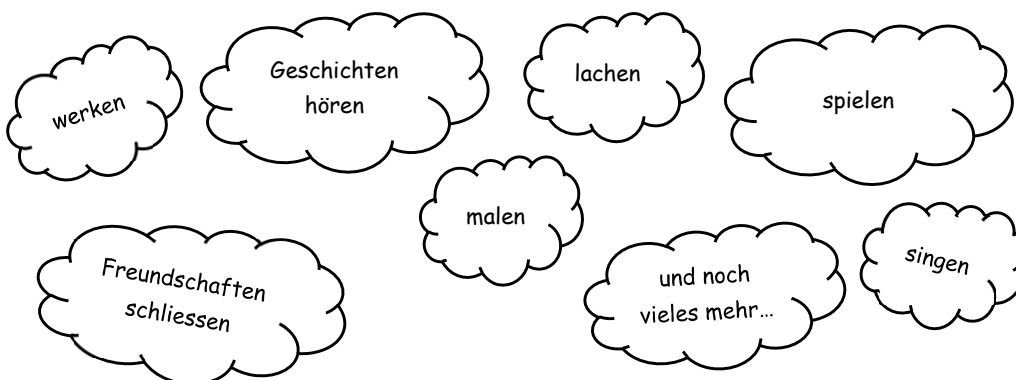 werken
Geschichten
hören
lachen
spielen
malen
Freundschaften
schliessen
und noch
vieles mehr...
singen